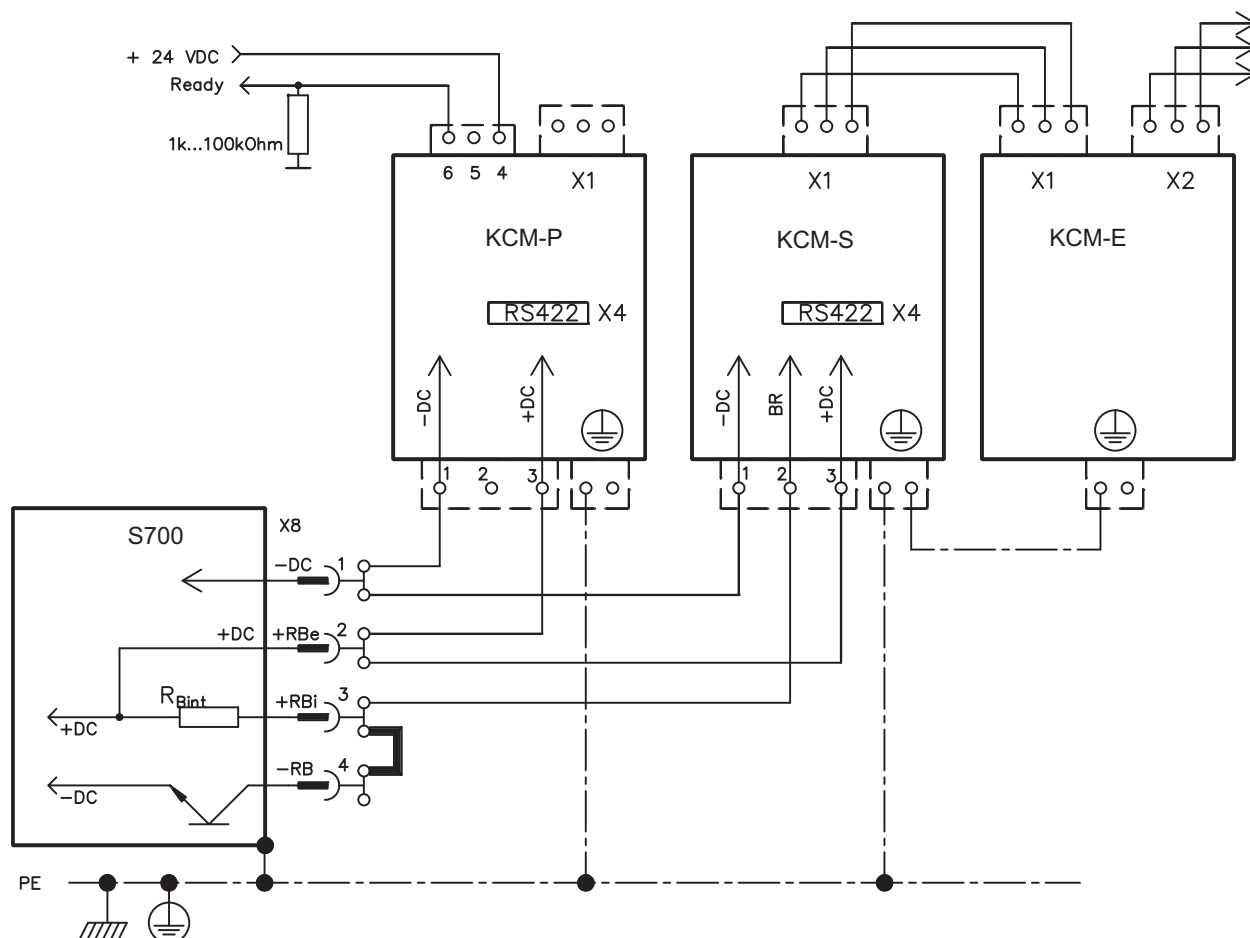 + 24 VDC
Ready
1k...100kOhm
6 5 4
X1
KCM-P
RS422 X4
-DC
+DC
1 2 3
X1
KCM-S
RS422 X4
-DC
BR
+DC
1 2 3
X1 X2
KCM-E
S700
X8
-DC 1
+DC +RBe 2
RBint +RBi 3
+DC
-RB 4
-DC
PE